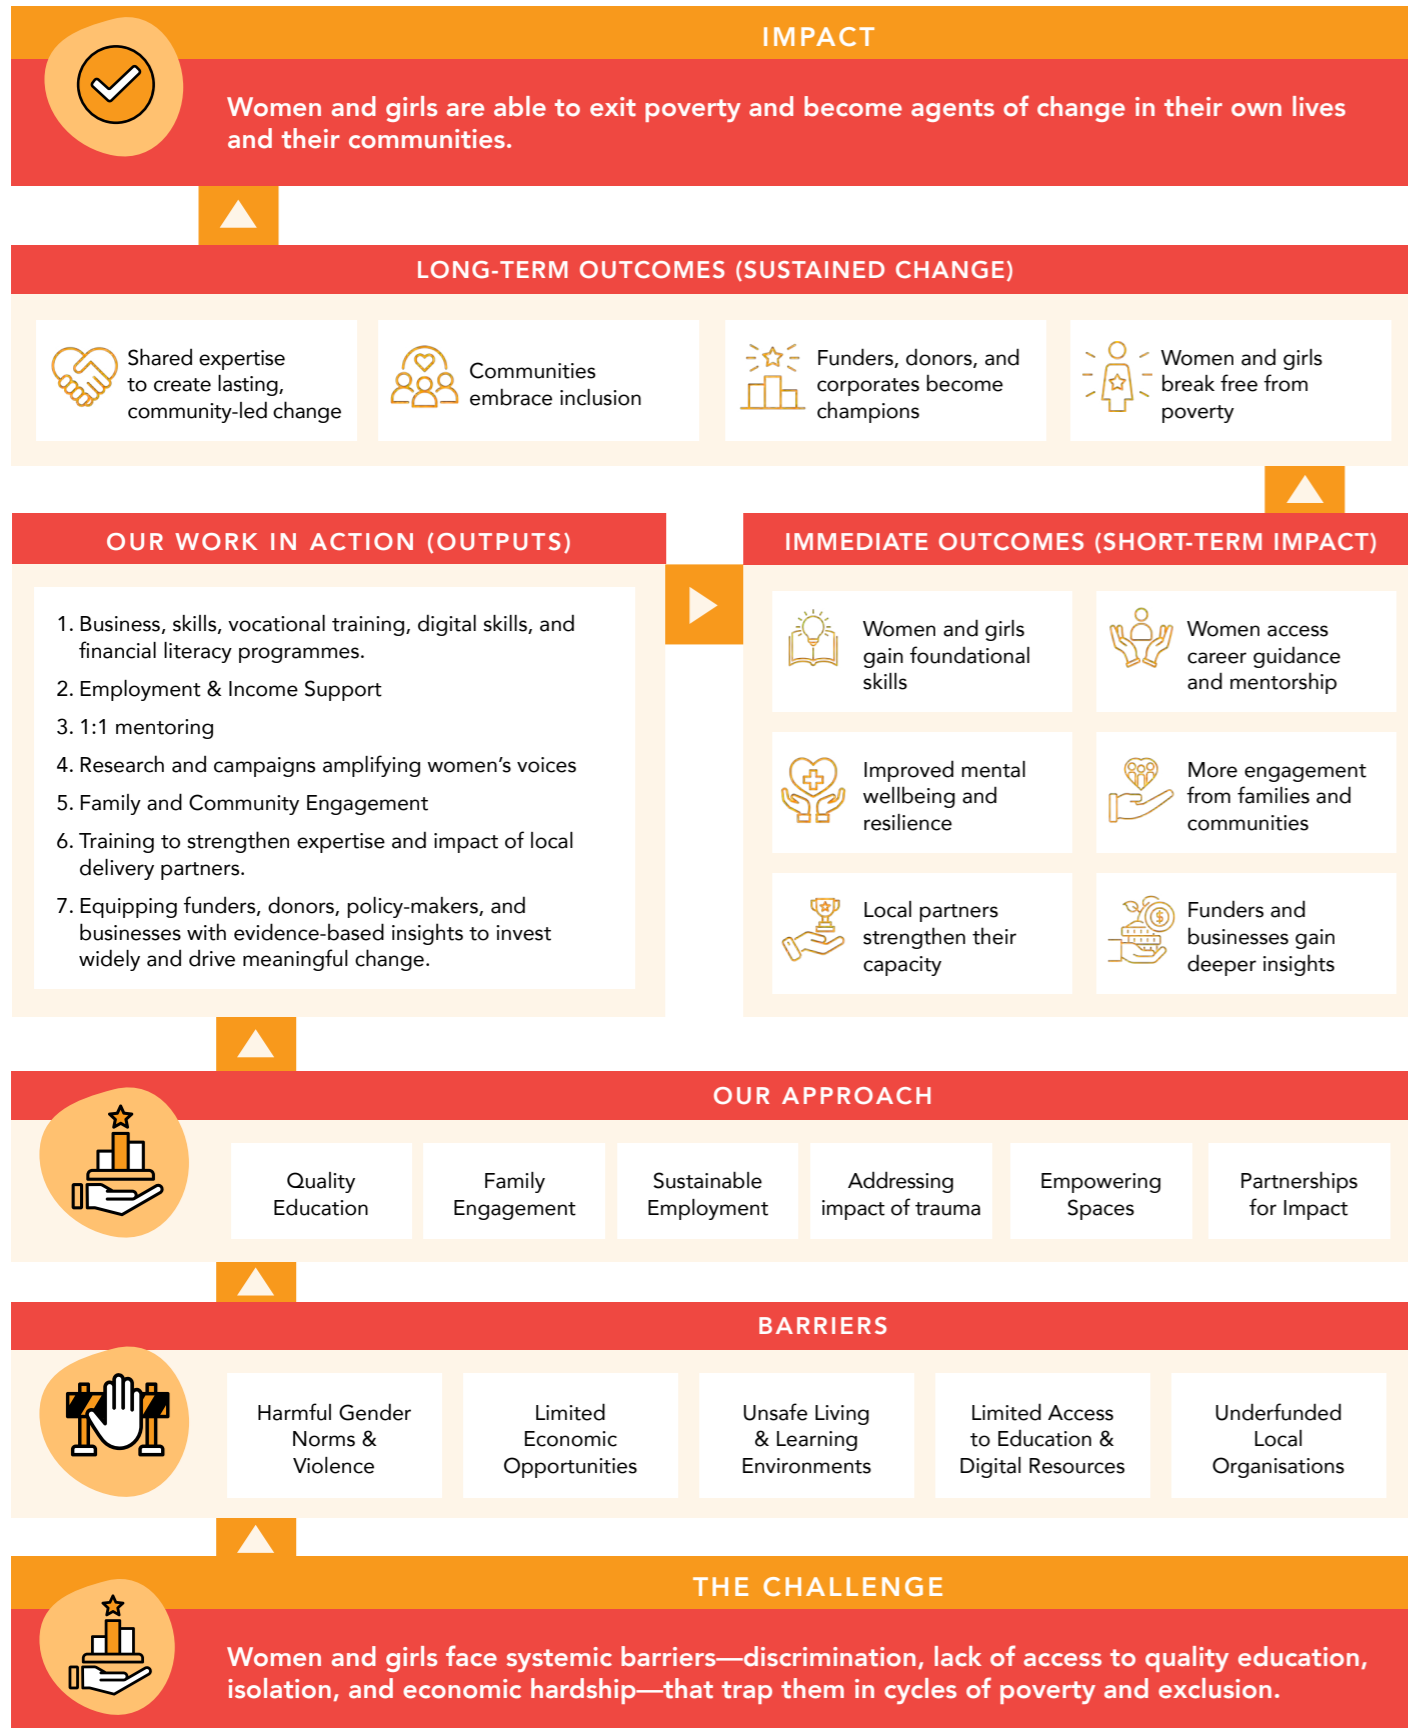 IMPACT
Women and girls are able to exit poverty and become agents of change in their own lives
and their communities.
LONG-TERM OUTCOMES (SUSTAINED CHANGE)
Shared expertise
to create lasting,
community-led change
Communities
embrace inclusion
Funders, donors, and
corporates become
champions
Women and girls
break free from
poverty
OUR WORK IN ACTION (OUTPUTS)
1. Business, skills, vocational training, digital skills, and
financial literacy programmes.
2. Employment & Income Support
3. 1:1 mentoring
4. Research and campaigns amplifying women’s voices
5. Family and Community Engagement
6. Training to strengthen expertise and impact of local
delivery partners.
7. Equipping funders, donors, policy-makers, and
businesses with evidence-based insights to invest
widely and drive meaningful change.
IMMEDIATE OUTCOMES (SHORT-TERM IMPACT)
Women and girls
gain foundational
skills
Women access
career guidance
and mentorship
Improved mental
wellbeing and
resilience
More engagement
from families and
communities
Local partners
strengthen their
capacity
$
Funders and
businesses gain
deeper insights
OUR APPROACH
Quality
Education
Family
Engagement
Sustainable
Employment
Addressing
impact of trauma
Empowering
Spaces
Partnerships
for Impact
BARRIERS
Harmful Gender
Norms &
Violence
Limited
Economic
Opportunities
Unsafe Living
& Learning
Environments
Limited Access
to Education &
Digital Resources
Underfunded
Local
Organisations
THE CHALLENGE
Women and girls face systemic barriers—discrimination, lack of access to quality education,
isolation, and economic hardship—that trap them in cycles of poverty and exclusion.